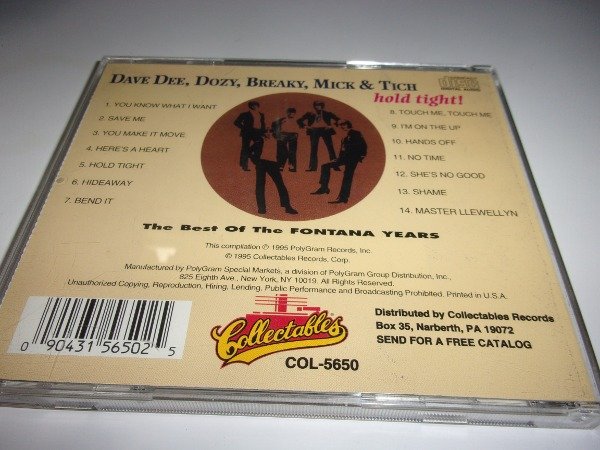 DAVE DEE, DOZY, BREAKY, MICK & TICH
hold tight!
1. YOU KNOW WHAT I WANT
2. SAVE ME
3. YOU MAKE IT MOVE
4. HERE'S A HEART
5. HOLD TIGHT
6. HIDEAWAY
7. BEND IT
8. TOUCH ME, TOUCH ME
9. I'M ON THE UP
10. HANDS OFF
11. NO TIME
12. SHE'S NO GOOD
13. SHAME
14. MASTER LLEWELLYN
The Best Of The FONTANA YEARS
This compilation ℗ 1995 PolyGram Records, Inc.
© 1995 Collectables Records, Corp.
Manufactured by PolyGram Special Markets, a division of PolyGram Group Distribution, Inc.,
825 Eighth Ave., New York, NY 10019. All Rights Reserved.
Unauthorized Copying, Reproduction, Hiring, Lending, Public Performance and Broadcasting Prohibited. Printed in U.S.A.
0 90431 56502 5
Collectables
COL-5650
Distributed by Collectables Records
Box 35, Narberth, PA 19072
SEND FOR A FREE CATALOG